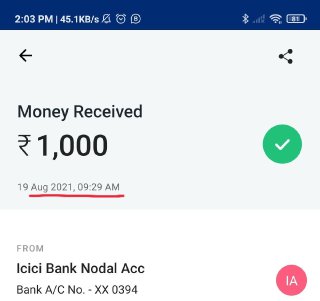 2:03 PM | 45.1KB/s
81
Money Received
₹ 1,000
19 Aug 2021, 09:29 AM
FROM
Icici Bank Nodal Acc
Bank A/C No. - XX 0394
IA